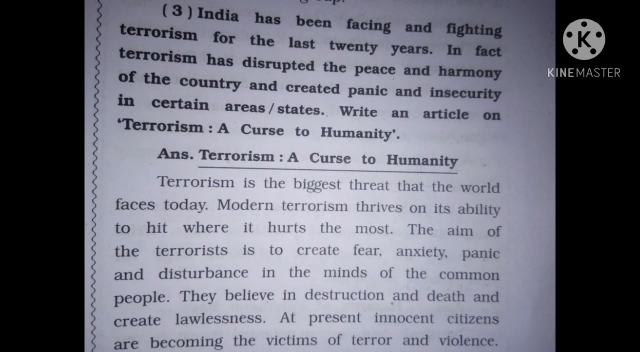 ( 3 ) India has been facing and fighting
terrorism for the last twenty years. In fact
terrorism has disrupted the peace and harmony
of the country and created panic and insecurity
in certain areas / states. Write an article on
'Terrorism : A Curse to Humanity'.
Ans. Terrorism : A Curse to Humanity
Terrorism is the biggest threat that the world
faces today. Modern terrorism thrives on its ability
to hit where it hurts the most. The aim of
the terrorists is to create fear, anxiety, panic
and disturbance in the minds of the common
people. They believe in destruction and death and
create lawlessness. At present innocent citizens
are becoming the victims of terror and violence.
KINEMASTER